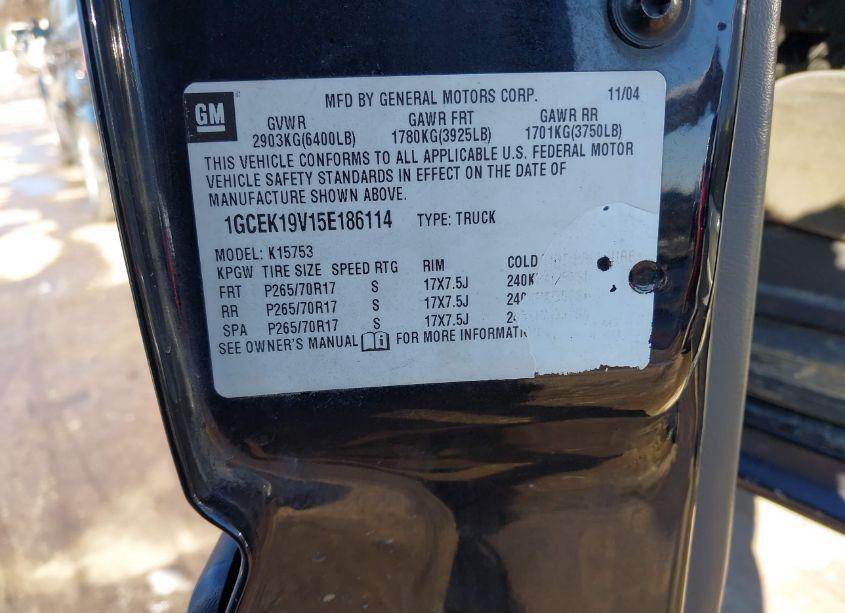 GM
MFD BY GENERAL MOTORS CORP. 11/04
GVWR GAWR FRT GAWR RR
2903KG(6400LB) 1780KG(3925LB) 1701KG(3750LB)
THIS VEHICLE CONFORMS TO ALL APPLICABLE U.S. FEDERAL MOTOR
VEHICLE SAFETY STANDARDS IN EFFECT ON THE DATE OF
MANUFACTURE SHOWN ABOVE.
1GCEK19V15E186114 TYPE: TRUCK
MODEL: K15753
KPGW TIRE SIZE SPEED RTG RIM COLD
FRT P265/70R17 S 17X7.5J
RR P265/70R17 S 17X7.5J
SPA P265/70R17 S 17X7.5J
SEE OWNER'S MANUAL FOR MORE